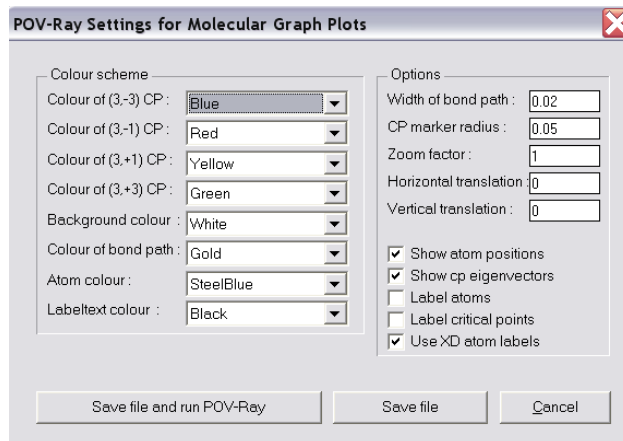 POV-Ray Settings for Molecular Graph Plots
Colour scheme
Colour of (3,-3) CP : Blue
Colour of (3,-1) CP : Red
Colour of (3,+1) CP : Yellow
Colour of (3,+3) CP : Green
Background colour : White
Colour of bond path : Gold
Atom colour : SteelBlue
Labeltext colour : Black
Options
Width of bond path : 0.02
CP marker radius : 0.05
Zoom factor : 1
Horizontal translation : 0
Vertical translation : 0
Show atom positions
Show cp eigenvectors
Label atoms
Label critical points
Use XD atom labels
Save file and run POV-Ray
Save file
Cancel